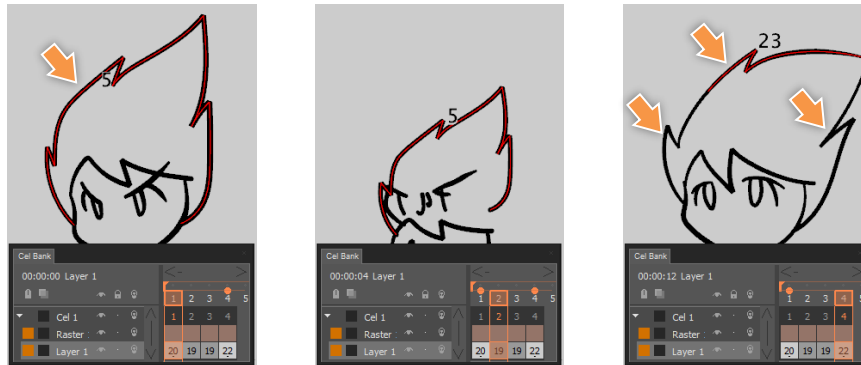 5
5
23
Cel Bank
00:00:00 Layer 1
<- >
1 2 3 4 5
Cel 1
1 2 3 4
Raster
Layer 1
20 19 19 22
Cel Bank
00:00:04 Layer 1
<- >
1 2 3 4 5
Cel 1
1 2 3 4
Raster
Layer 1
20 19 19 22
Cel Bank
00:00:12 Layer 1
<- >
1 2 3 4 5
Cel 1
1 2 3 4
Raster
Layer 1
20 19 19 22